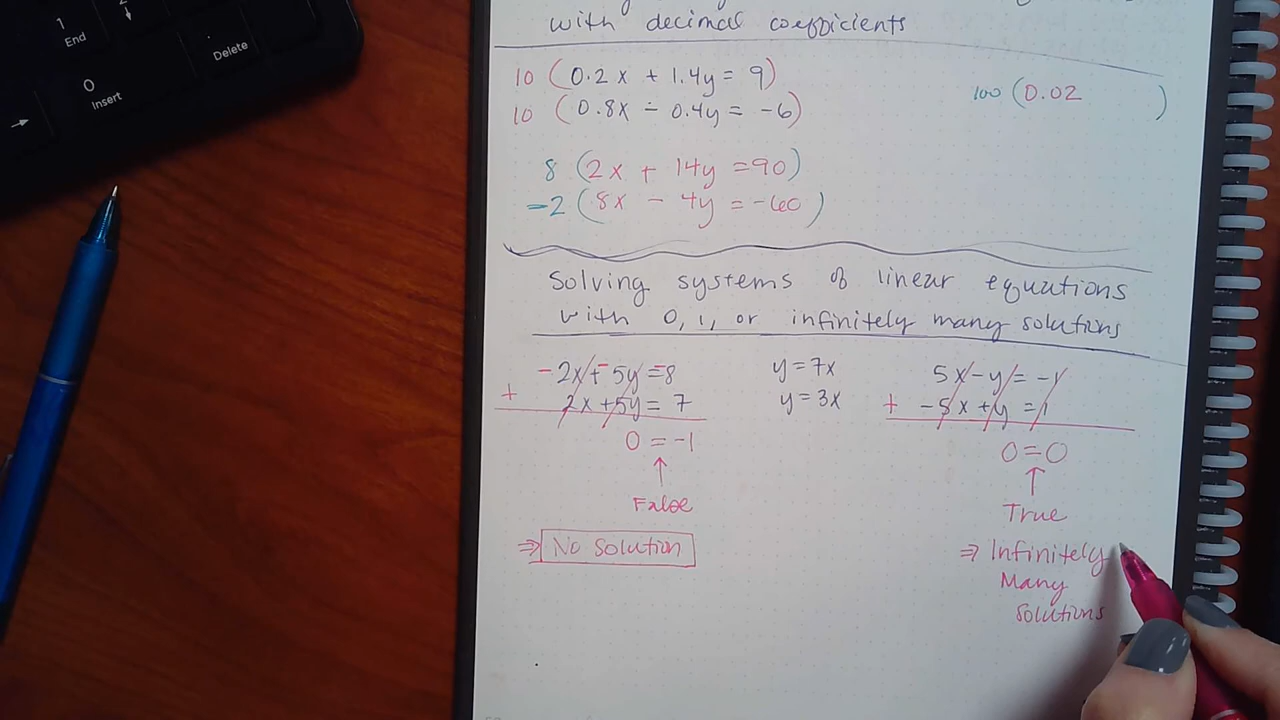 1
End
Delete
0
Insert
with decimal coefficients
10 (0.2x + 1.4y = 9)
10 (0.8x - 0.4y = -6)
100 (0.02 )
8 (2x + 14y = 90)
-2 (8x - 4y = -60)
Solving systems of linear equations
with 0, 1, or infinitely many solutions
-2x - 5y = -8
+ 2x + 5y = 7
0 = -1
↑
False
⇒ No solution
y = 7x
y = 3x
5x - y = -1
+ -5x + y = 1
0 = 0
↑
True
⇒ Infinitely
Many
Solutions